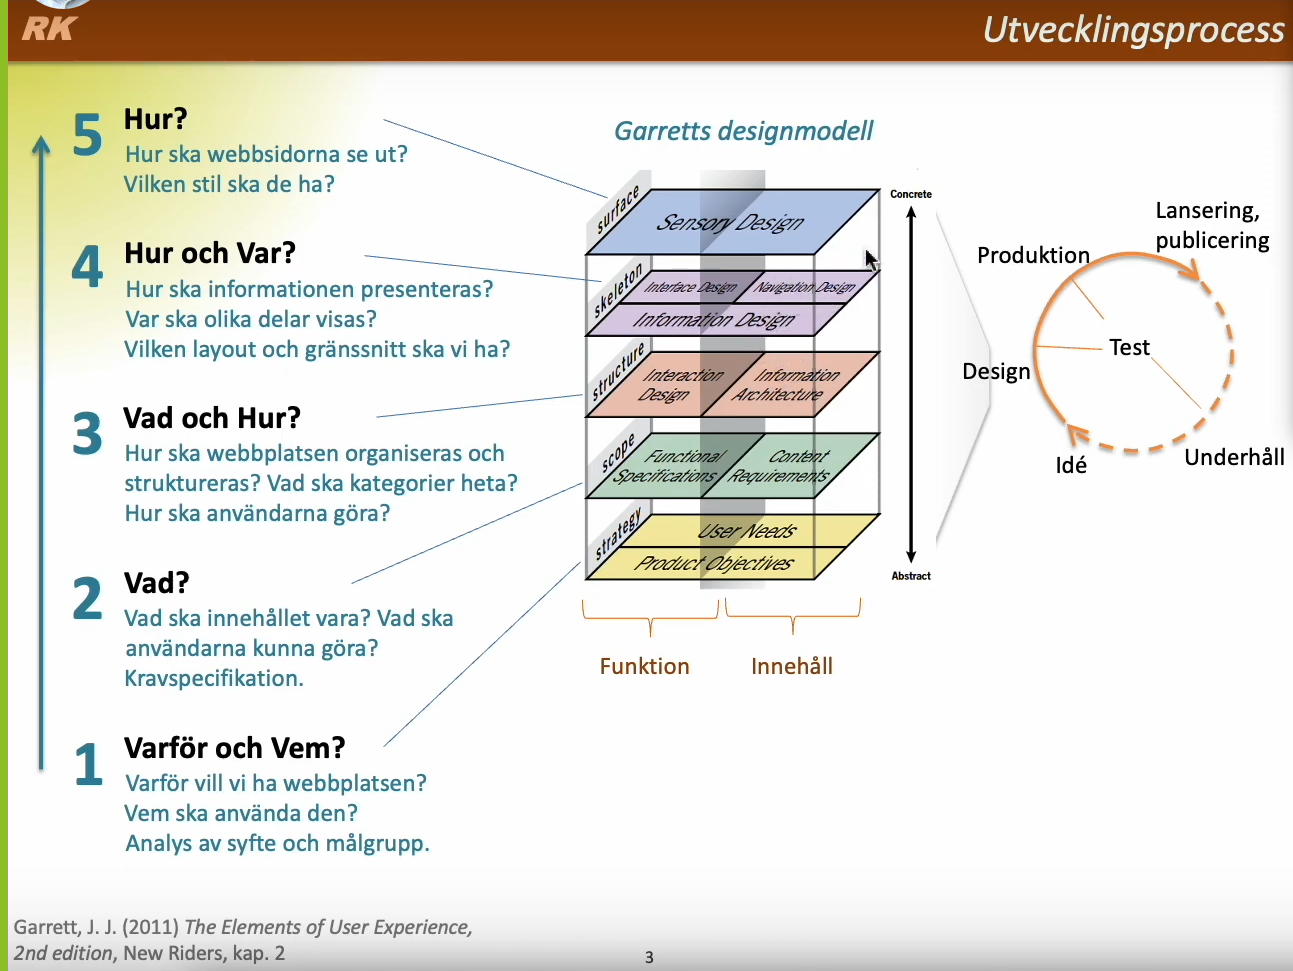 RK
Utvecklingsprocess
5
Hur?
Hur ska webbsidorna se ut?
Vilken stil ska de ha?
4
Hur och Var?
Hur ska informationen presenteras?
Var ska olika delar visas?
Vilken layout och gränssnitt ska vi ha?
3
Vad och Hur?
Hur ska webbplatsen organiseras och
struktureras? Vad ska kategorier heta?
Hur ska användarna göra?
2
Vad?
Vad ska innehållet vara? Vad ska
användarna kunna göra?
Kravspecifikation.
1
Varför och Vem?
Varför vill vi ha webbplatsen?
Vem ska använda den?
Analys av syfte och målgrupp.
Garretts designmodell
surface
Sensory Design
skeleton
Interface Design
Navigation Design
Information Design
structure
Interaction
Design
Information
Architecture
scope
Functional
Specifications
Content
Requirements
strategy
User Needs
Product Objectives
Concrete
Abstract
Funktion
Innehåll
Lansering,
publicering
Produktion
Test
Design
Idé
Underhåll
Garrett, J. J. (2011) The Elements of User Experience,
2nd edition, New Riders, kap. 2
3